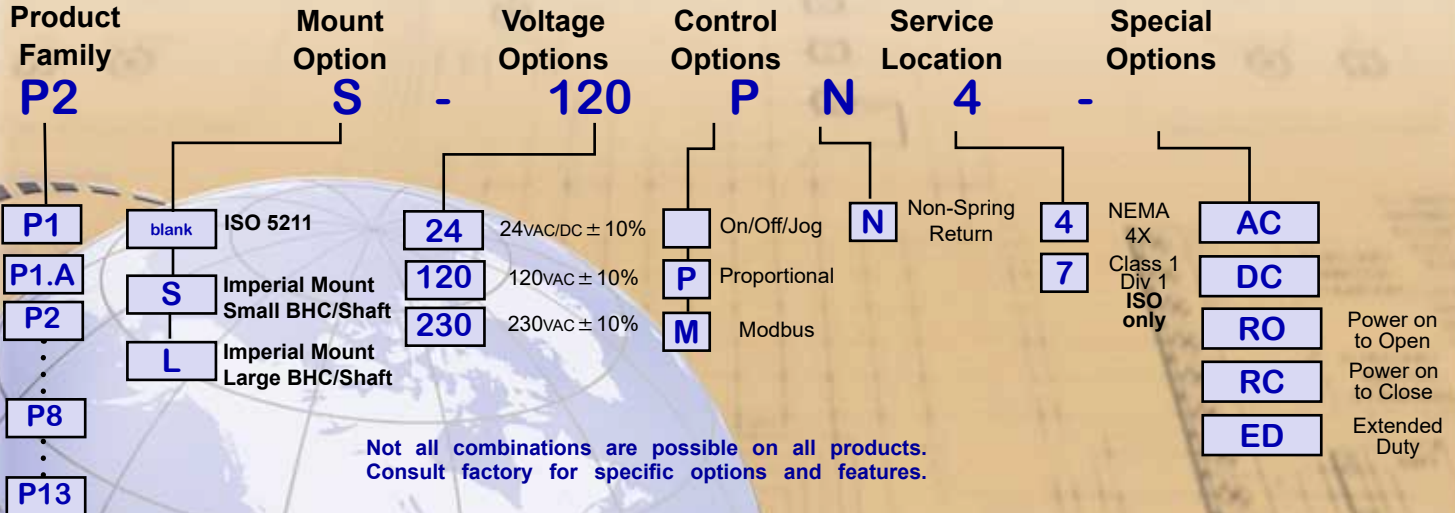 Product Family
Mount Option
Voltage Options
Control Options
Service Location
Special Options
P2 S - 120 P N 4 -
P1
P1.A
P2
P8
P13
blank ISO 5211
S Imperial Mount Small BHC/Shaft
L Imperial Mount Large BHC/Shaft
24 24VAC/DC ± 10%
120 120VAC ± 10%
230 230VAC ± 10%
On/Off/Jog
P Proportional
M Modbus
N Non-Spring Return
4 NEMA 4X
7 Class 1 Div 1 ISO only
AC
DC
RO Power on to Open
RC Power on to Close
ED Extended Duty
Not all combinations are possible on all products.
Consult factory for specific options and features.